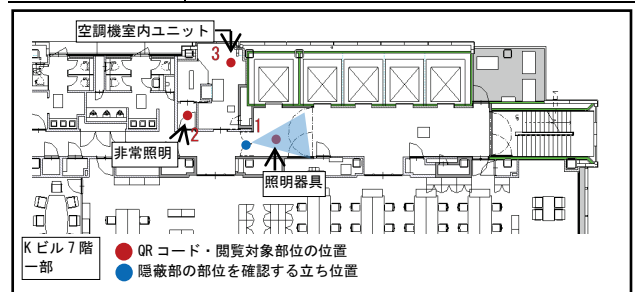 空調機室内ユニット
3
1
2
非常照明
照明器具
Kビル7階
一部
QRコード・閲覧対象部位の位置
隠蔽部の部位を確認する立ち位置